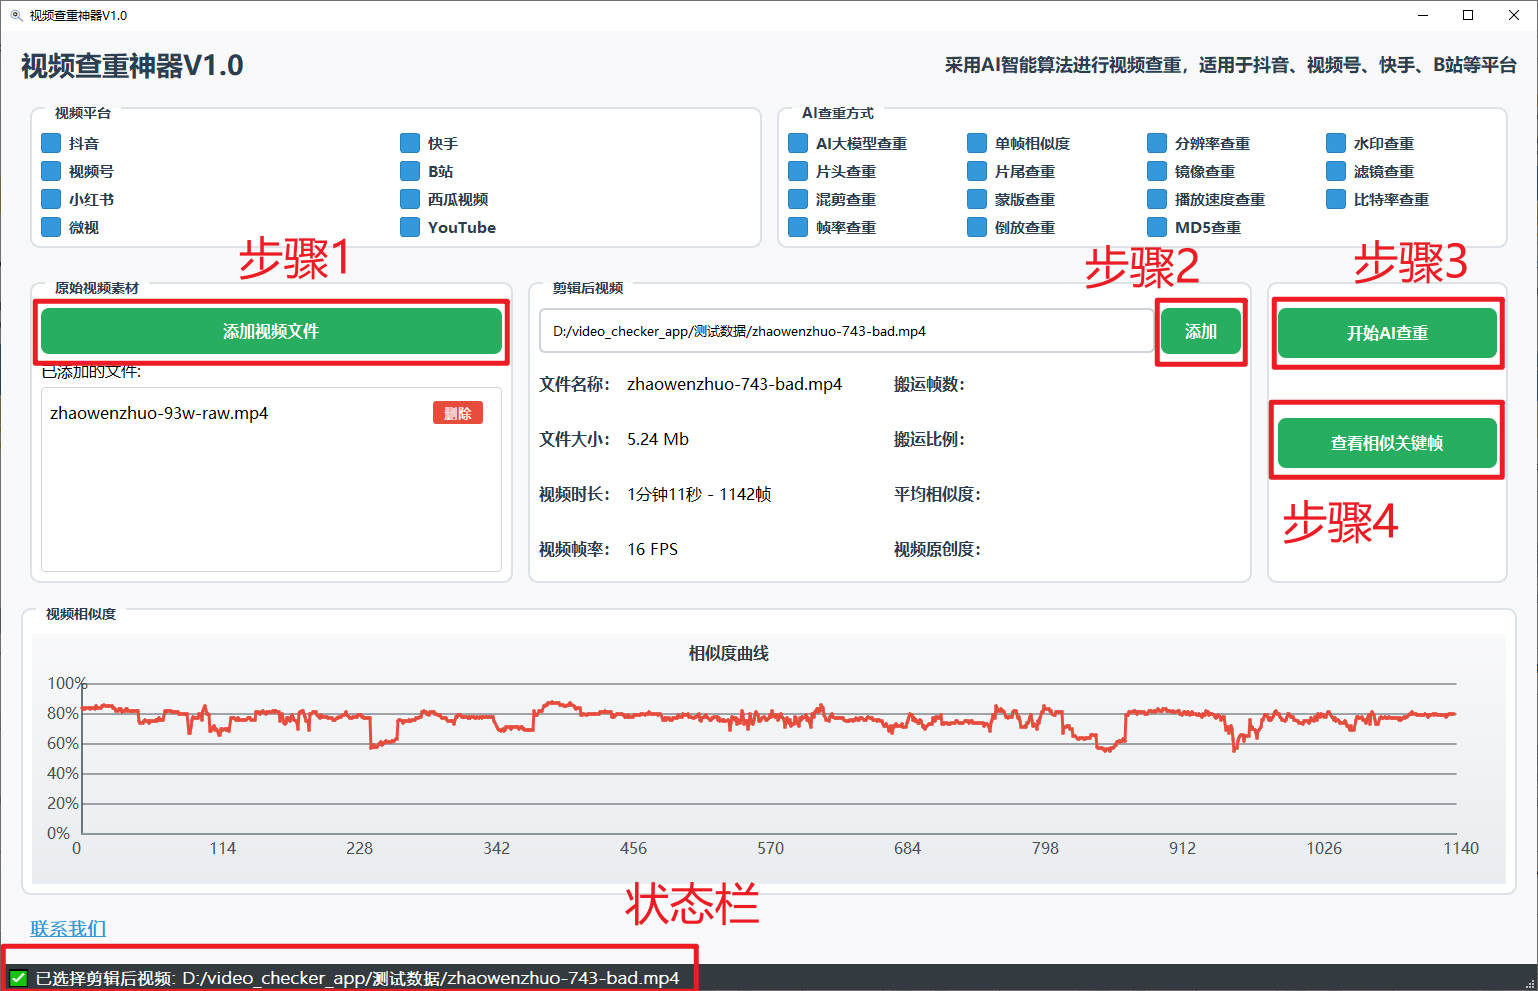 视频查重神器V1.0
视频查重神器V1.0
采用AI智能算法进行视频查重，适用于抖音、视频号、快手、B站等平台
视频平台
抖音
快手
视频号
B站
小红书
西瓜视频
微视
YouTube
AI查重方式
AI大模型查重
单帧相似度
分辨率查重
水印查重
片头查重
片尾查重
镜像查重
滤镜查重
混剪查重
蒙版查重
播放速度查重
比特率查重
帧率查重
倒放查重
MD5查重
步骤1
步骤2
步骤3
原始视频素材
添加视频文件
已添加的文件:
zhaowenzhuo-93w-raw.mp4
删除
剪辑后视频
D:/video_checker_app/测试数据/zhaowenzhuo-743-bad.mp4
添加
文件名称： zhaowenzhuo-743-bad.mp4
搬运帧数：
文件大小： 5.24 Mb
搬运比例：
视频时长： 1分钟11秒 - 1142帧
平均相似度：
视频帧率： 16 FPS
视频原创度：
开始AI查重
查看相似关键帧
步骤4
视频相似度
相似度曲线
100%
80%
60%
40%
20%
0%
0 114 228 342 456 570 684 798 912 1026 1140
状态栏
联系我们
已选择剪辑后视频: D:/video_checker_app/测试数据/zhaowenzhuo-743-bad.mp4